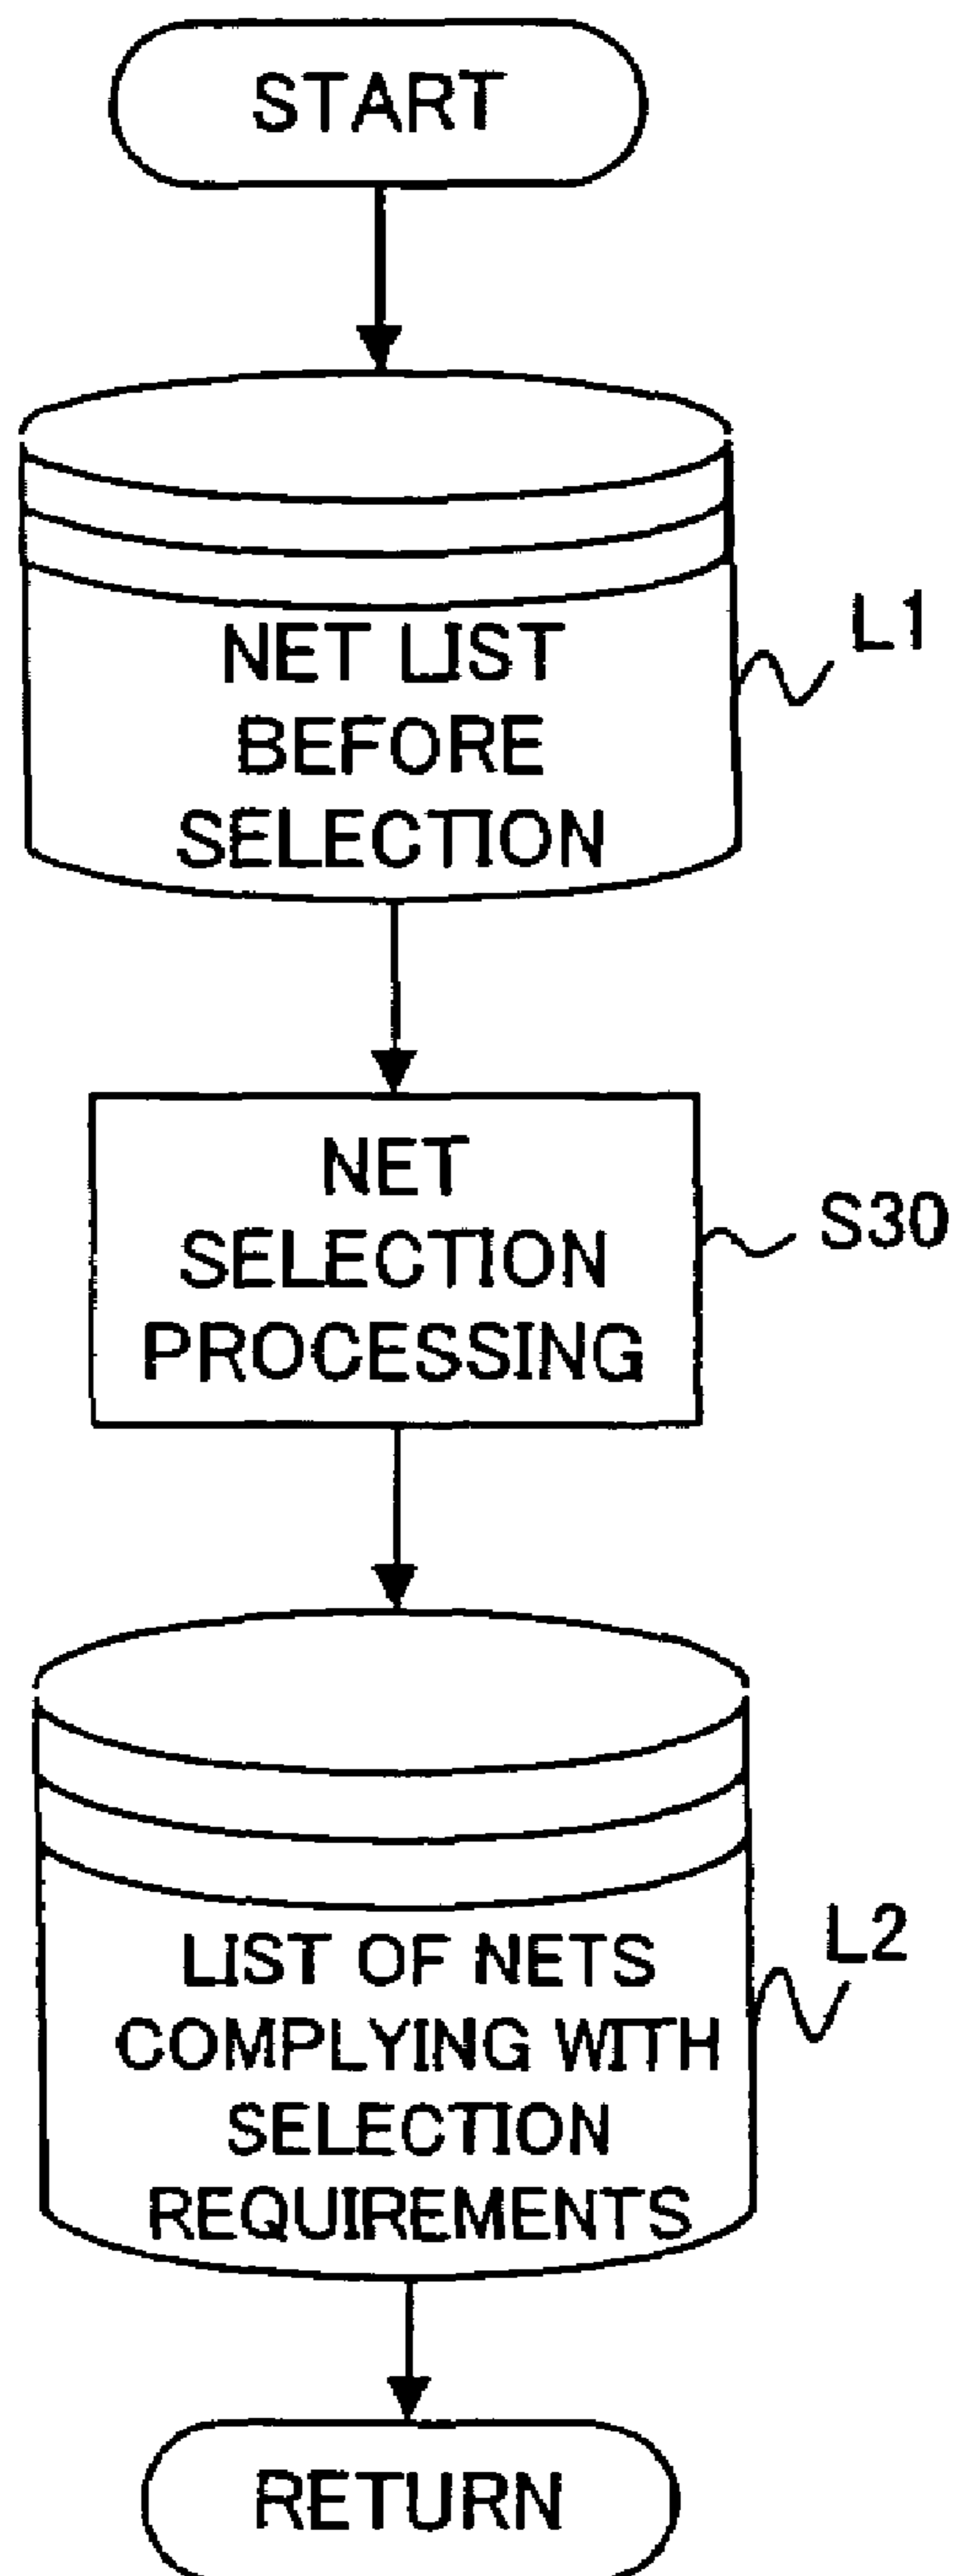 START
NET LIST
BEFORE
SELECTION
L1
NET
SELECTION
PROCESSING
S30
LIST OF NETS
COMPLYING WITH
SELECTION
REQUIREMENTS
L2
RETURN